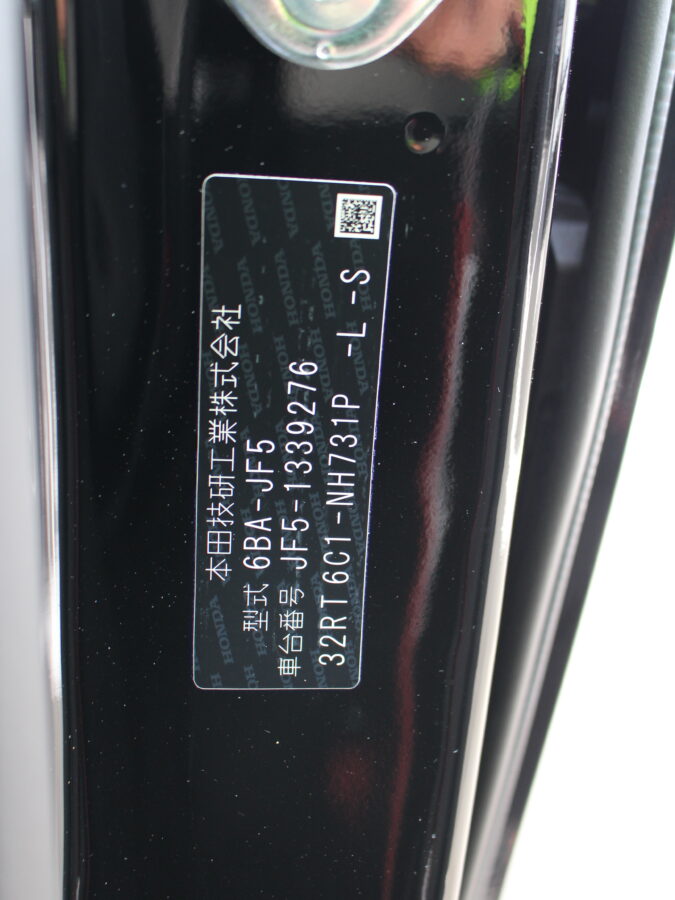 本田技研工業株式会社
型式 6BA-JF5
車台番号 JF5-1339276
32RT6C1-NH731P -L -S